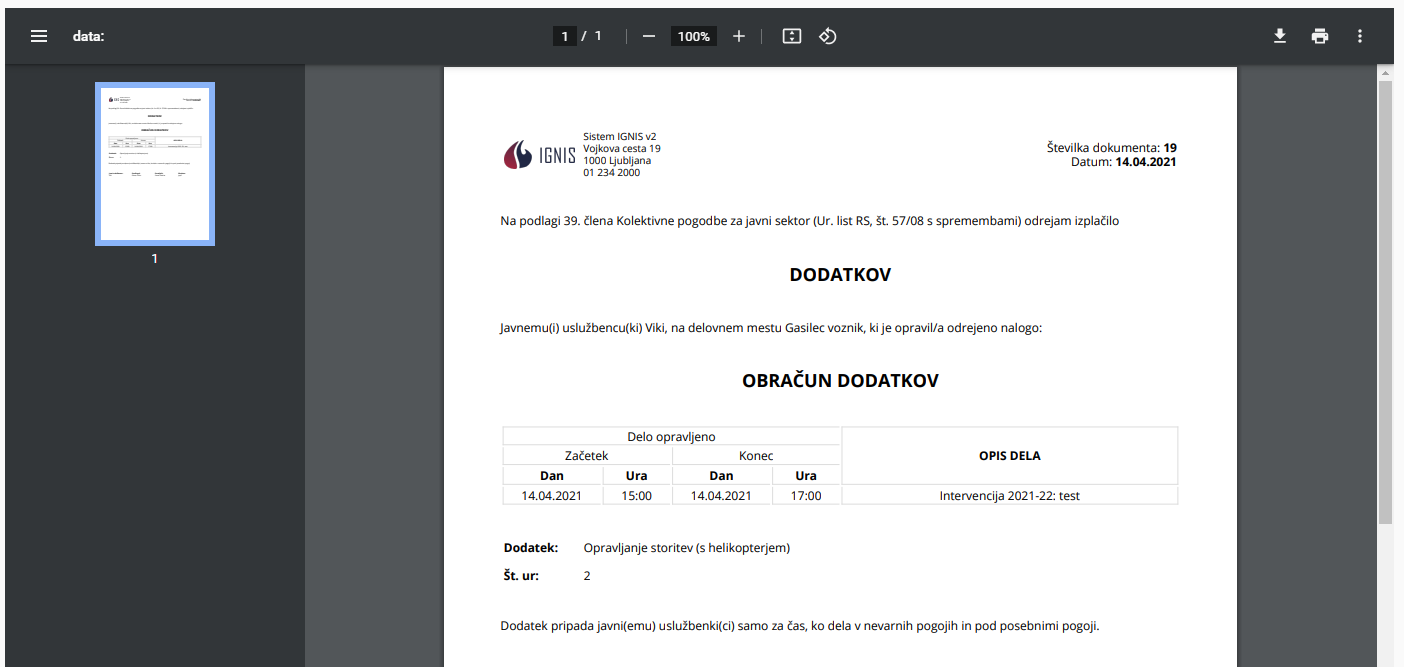 data:
1 / 1
100%
1
IGNIS
Sistem IGNIS v2
Vojkova cesta 19
1000 Ljubljana
01 234 2000
Številka dokumenta: 19
Datum: 14.04.2021
Na podlagi 39. člena Kolektivne pogodbe za javni sektor (Ur. list RS, št. 57/08 s spremembami) odrejam izplačilo
DODATKOV
Javnemu(i) uslužbencu(ki) Viki, na delovnem mestu Gasilec voznik, ki je opravil/a odrejeno nalogo:
OBRAČUN DODATKOV
Delo opravljeno
OPIS DELA
Začetek Konec
Dan Ura Dan Ura
14.04.2021 15:00 14.04.2021 17:00 Intervencija 2021-22: test
Dodatek: Opravljanje storitev (s helikopterjem)
Št. ur: 2
Dodatek pripada javni(emu) uslužbenki(ci) samo za čas, ko dela v nevarnih pogojih in pod posebnimi pogoji.